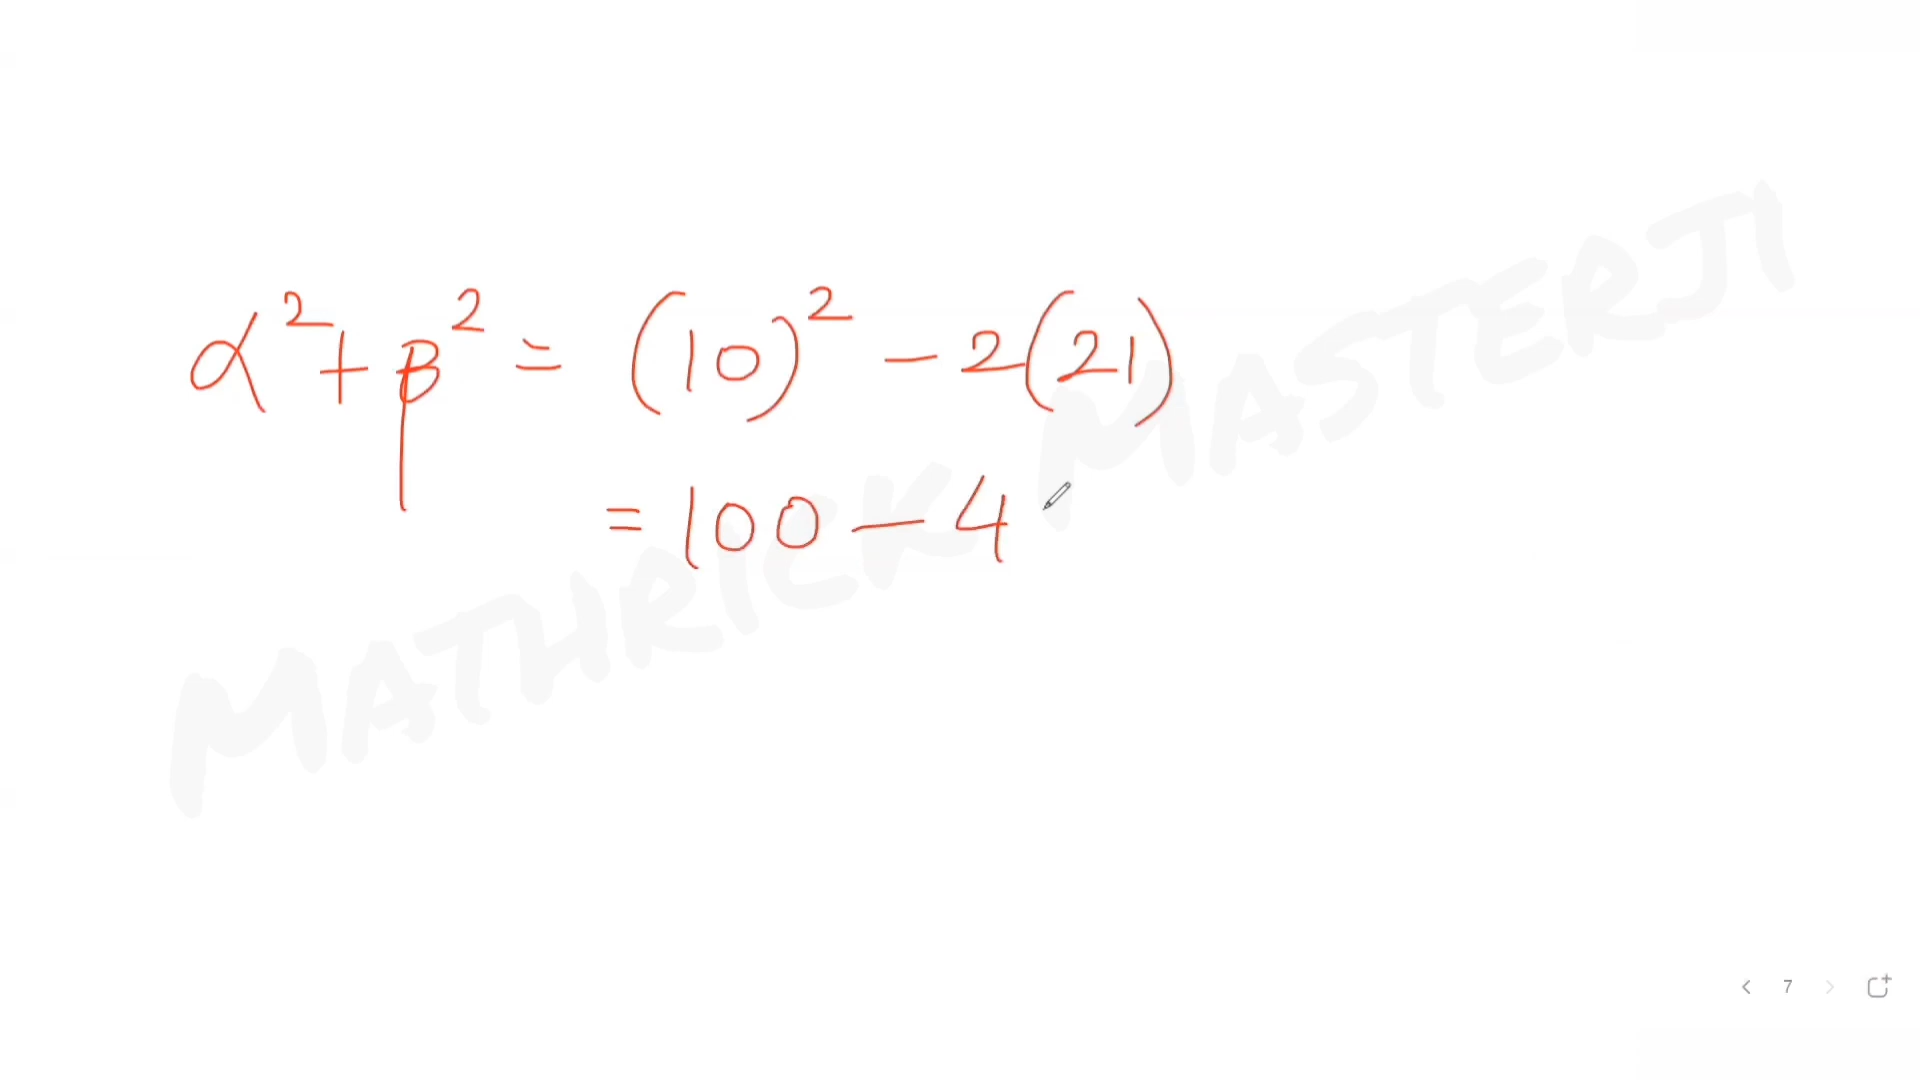 α² + β² = (10)² - 2(21)
= 100 - 4
MATHRICK MASTERJI
7